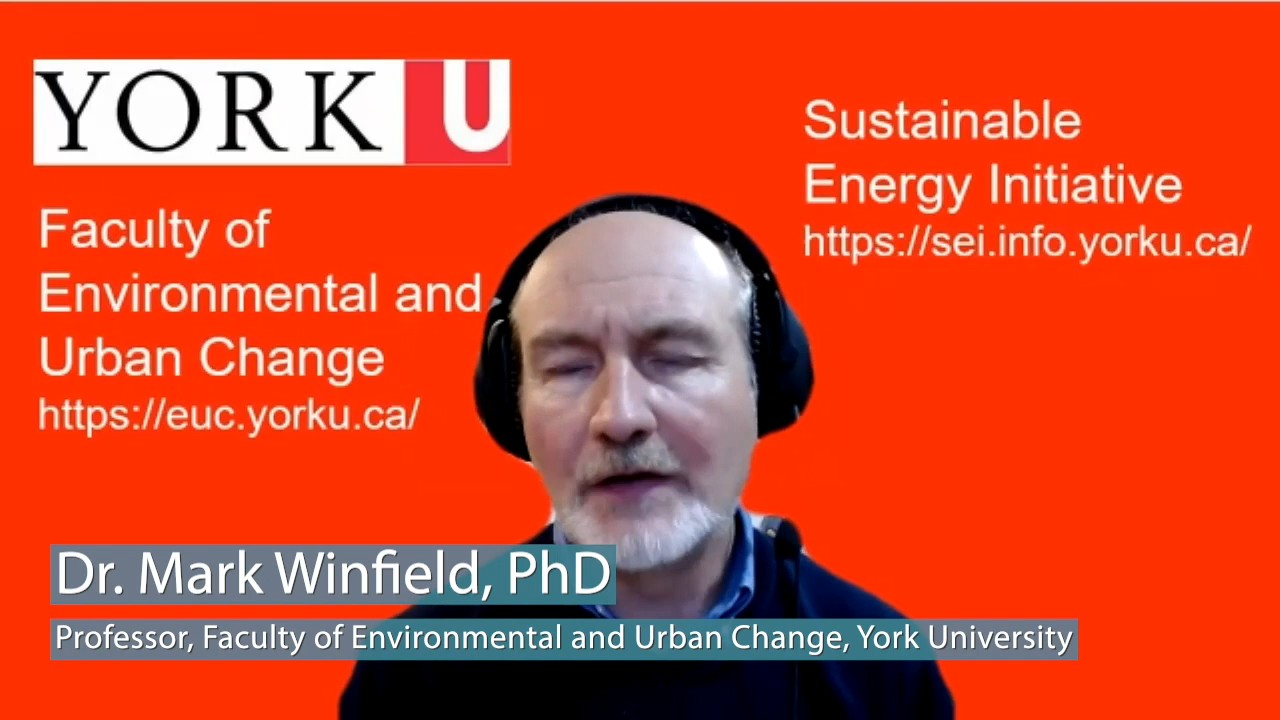 YORK U
Faculty of
Environmental and
Urban Change
https://euc.yorku.ca/
Sustainable
Energy Initiative
https://sei.info.yorku.ca/
Dr. Mark Winfield, PhD
Professor, Faculty of Environmental and Urban Change, York University